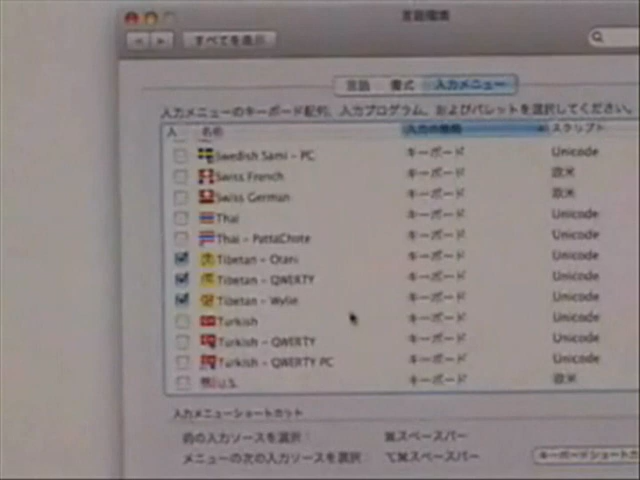 言語環境
すべてを表示
言語 書式 入力メニュー
入力メニューのキーボード配列、入力プログラム、およびパレットを選択してください。
入 名前 入力の種類 スクリプト
Swedish Sami - PC キーボード Unicode
Swiss French キーボード 欧米
Swiss German キーボード 欧米
Thai キーボード Unicode
Thai - PattaChote キーボード Unicode
Tibetan - Otani キーボード Unicode
Tibetan - QWERTY キーボード Unicode
Tibetan - Wylie キーボード Unicode
Turkish キーボード Unicode
Turkish - QWERTY キーボード Unicode
Turkish - QWERTY PC キーボード Unicode
U.S. キーボード 欧米
入力メニューショートカット
前の入力ソースを選択: ⌘スペースバー
メニューの次の入力ソースを選択: ⌥⌘スペースバー キーボードショートカ